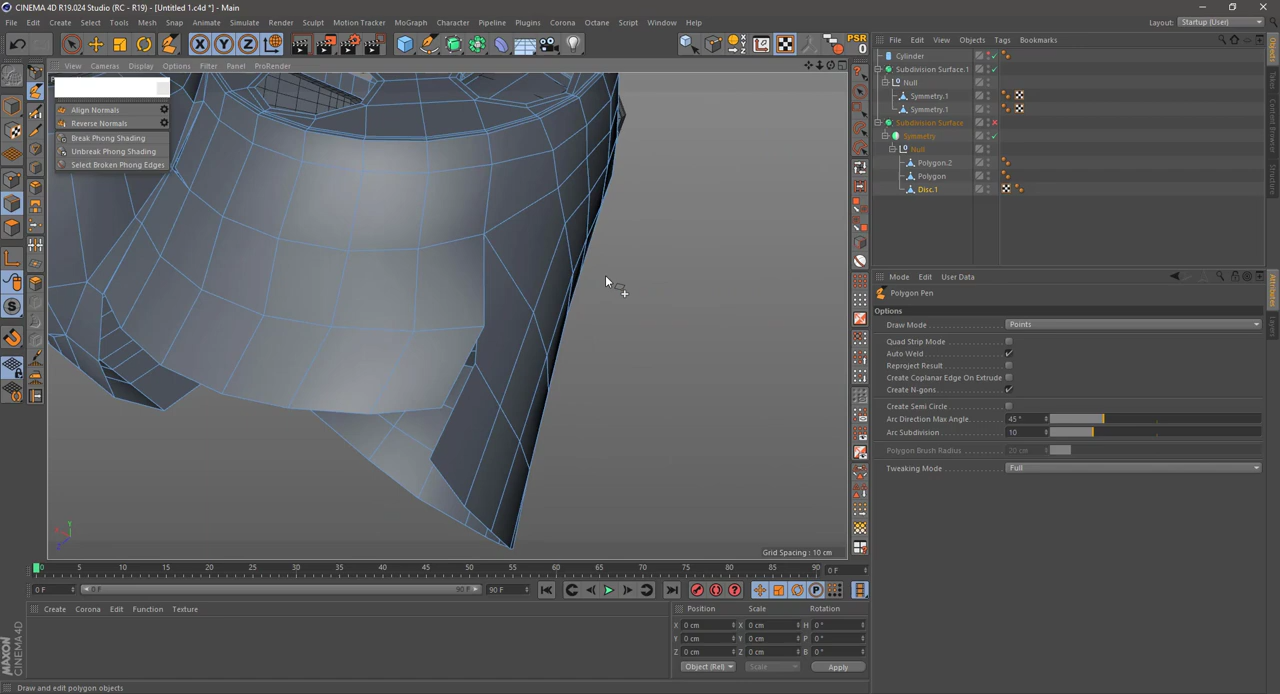 CINEMA 4D R19.024 Studio (RC - R19) - [Untitled 1.c4d *] - Main
File Edit Create Select Tools Mesh Snap Animate Simulate Render Sculpt Motion Tracker MoGraph Character Pipeline Plugins Corona Octane Script Window Help
Layout: Startup (User)
PSR
0
File Edit View Objects Tags Bookmarks
Cylinder
Subdivision Surface.1
Null
Symmetry.1
Symmetry.1
Subdivision Surface
Symmetry
Null
Polygon.2
Polygon
Disc.1
View Cameras Display Options Filter Panel ProRender
Align Normals
Reverse Normals
Break Phong Shading
Unbreak Phong Shading
Select Broken Phong Edges
Y
Grid Spacing : 10 cm
Mode Edit User Data
Polygon Pen
Options
Draw Mode Points
Quad Strip Mode
Auto Weld
Reproject Result
Create Coplanar Edge On Extrude
Create N-gons
Create Semi Circle
Arc Direction Max Angle 45 °
Arc Subdivision 10
Polygon Brush Radius 20 cm
Tweaking Mode Full
Objects
Takes
Content Browser
Structure
Attributes
Layers
0 5 10 15 20 25 30 35 40 45 50 55 60 65 70 75 80 85 90 0 F
0 F 0 F 90 F 90 F
Create Corona Edit Function Texture
Position Scale Rotation
X 0 cm X 0 cm H 0 °
Y 0 cm Y 0 cm P 0 °
Z 0 cm Z 0 cm B 0 °
Object (Rel) Scale Apply
MAXON
CINEMA 4D
Draw and edit polygon objects